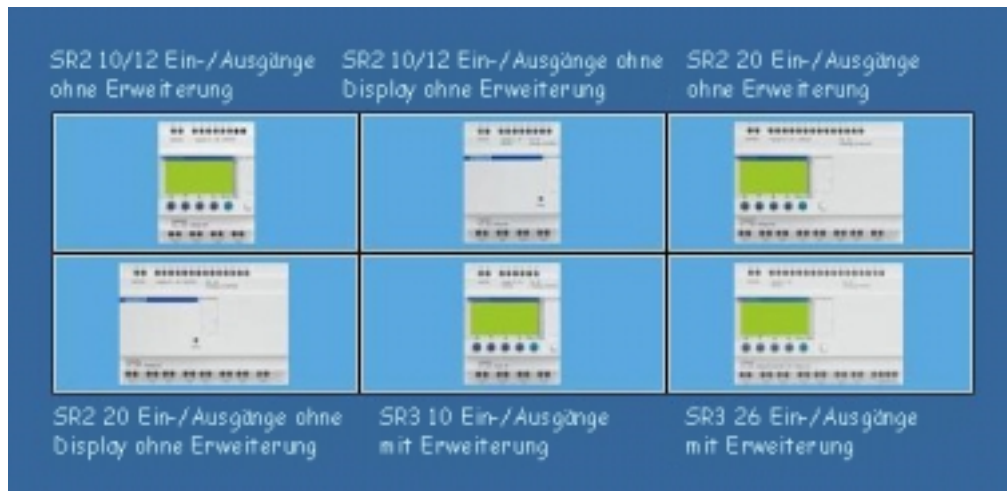 SR2 10/12 Ein-/Ausgänge
ohne Erweiterung
SR2 10/12 Ein-/Ausgänge ohne
Display ohne Erweiterung
SR2 20 Ein-/Ausgänge
ohne Erweiterung
SR2 20 Ein-/Ausgänge ohne
Display ohne Erweiterung
SR3 10 Ein-/Ausgänge
mit Erweiterung
SR3 26 Ein-/Ausgänge
mit Erweiterung